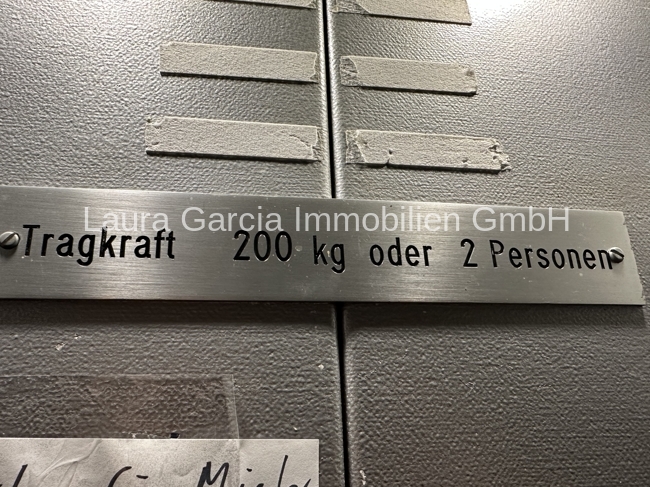 Laura Garcia Immobilien GmbH
Tragkraft 200 kg oder 2 Personen